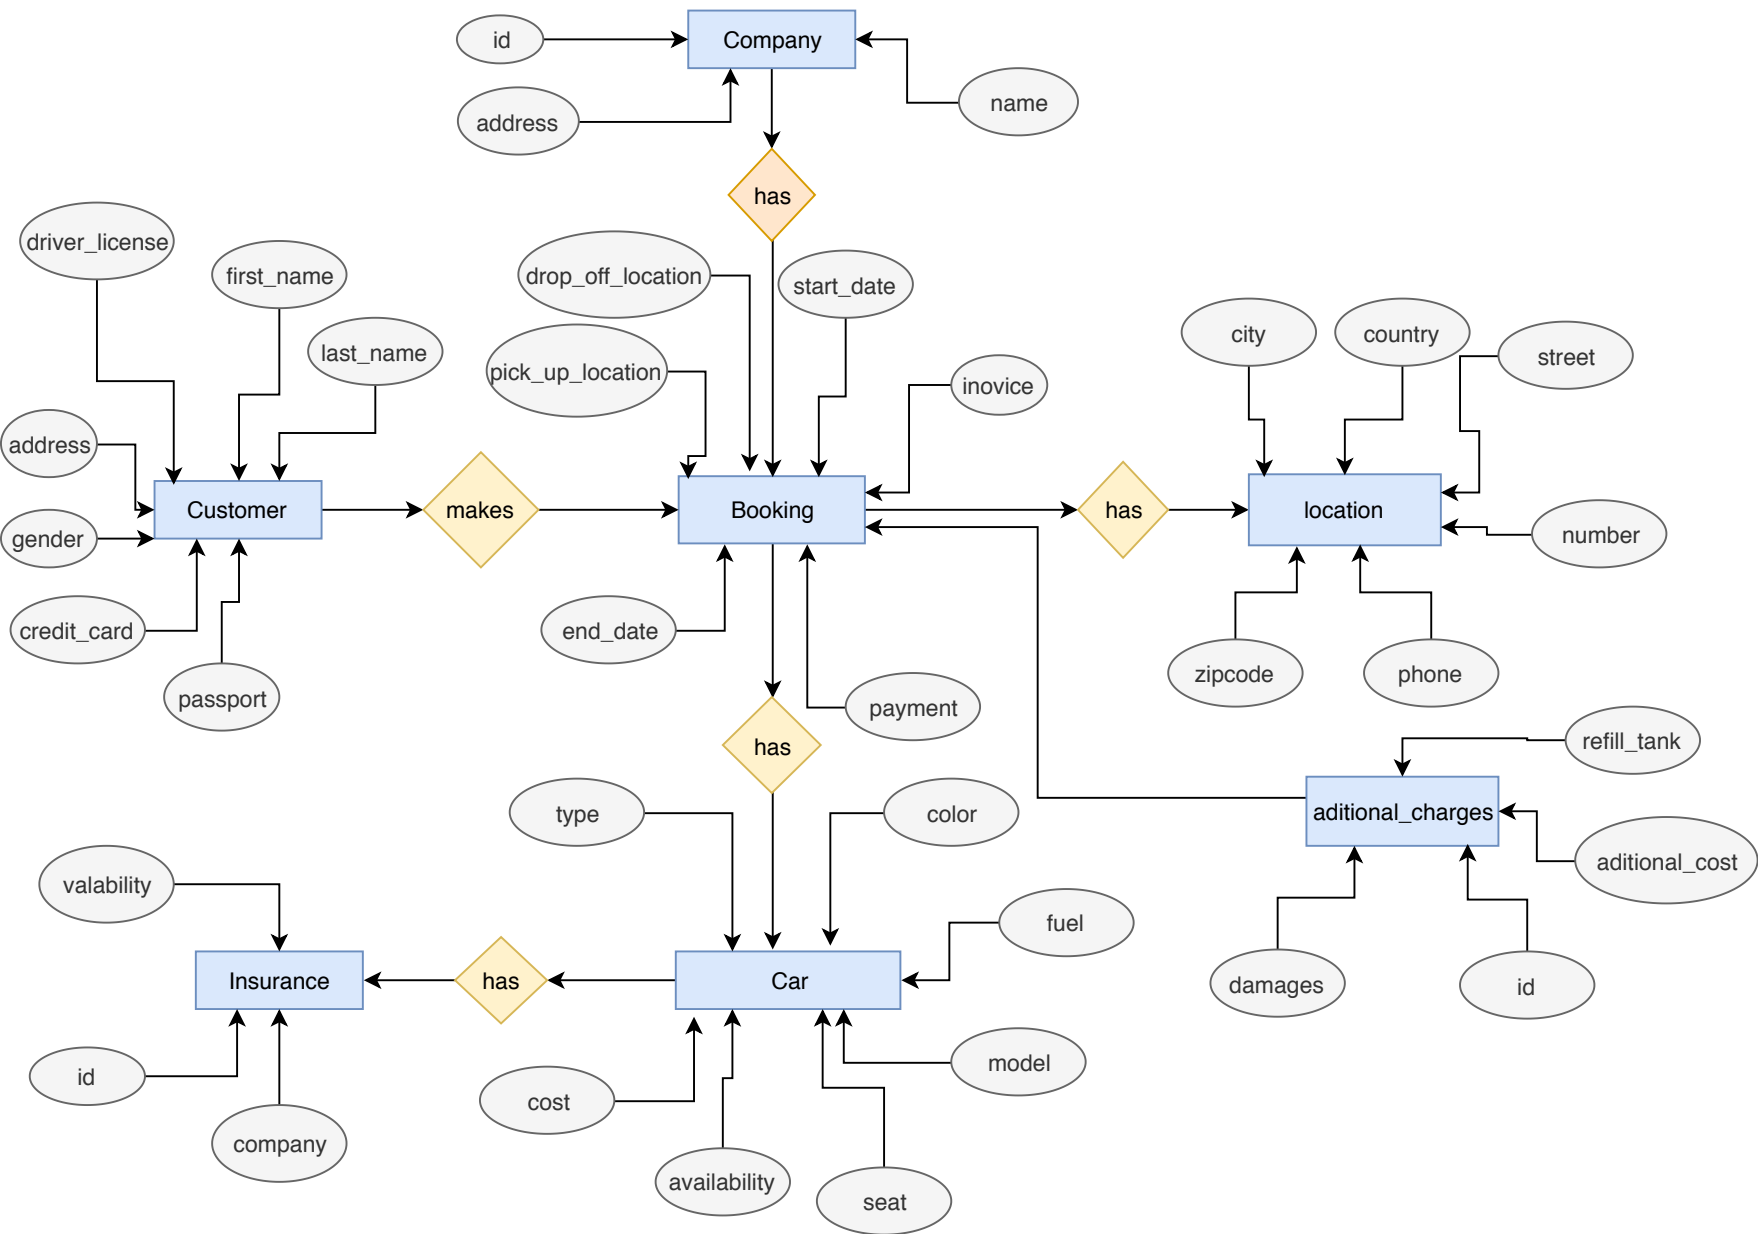 id
Company
name
address
has
driver_license
first_name
drop_off_location
start_date
city
country
street
last_name
pick_up_location
inovice
address
Customer
makes
Booking
has
location
gender
number
credit_card
end_date
zipcode
phone
passport
payment
has
refill_tank
type
color
aditional_charges
aditional_cost
valability
fuel
Insurance
has
Car
damages
id
id
cost
model
company
availability
seat